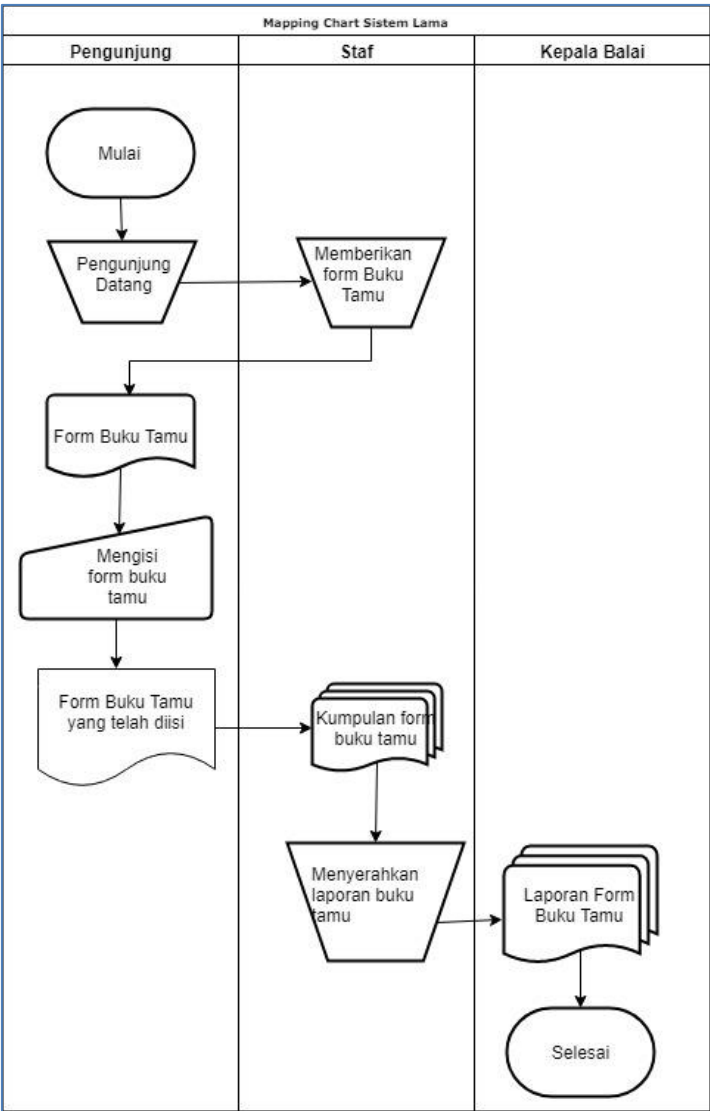 Mapping Chart Sistem Lama
Pengunjung
Staf
Kepala Balai
Mulai
Pengunjung
Datang
Memberikan
form Buku
Tamu
Form Buku Tamu
Mengisi
form buku
tamu
Form Buku Tamu
yang telah diisi
Kumpulan form
buku tamu
Menyerahkan
laporan buku
tamu
Laporan Form
Buku Tamu
Selesai